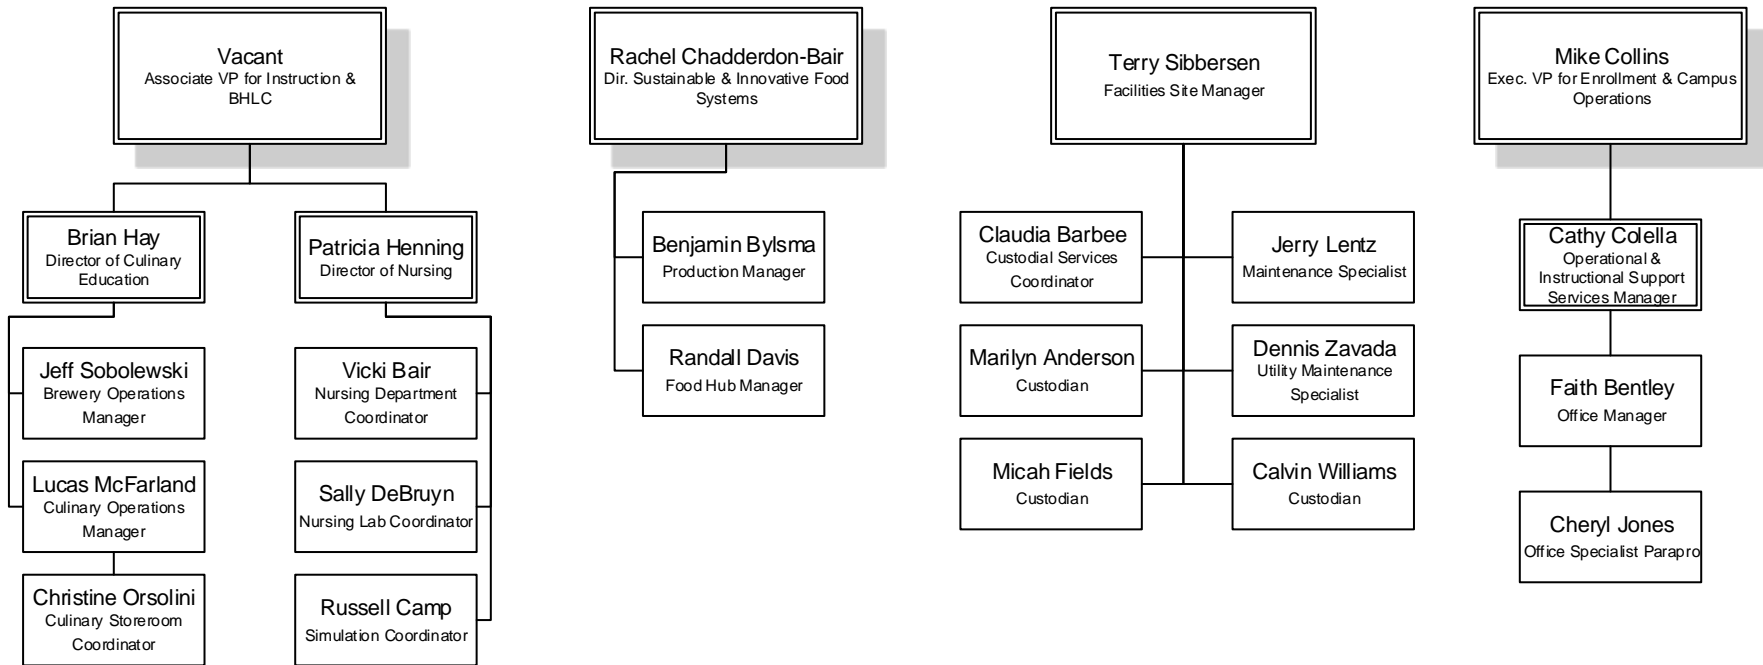 Vacant
Associate VP for Instruction &
BHLC
Rachel Chadderdon-Bair
Dir. Sustainable & Innovative Food
Systems
Terry Sibbersen
Facilities Site Manager
Mike Collins
Exec. VP for Enrollment & Campus
Operations
Brian Hay
Director of Culinary
Education
Patricia Henning
Director of Nursing
Benjamin Bylsma
Production Manager
Claudia Barbee
Custodial Services
Coordinator
Jerry Lentz
Maintenance Specialist
Cathy Colella
Operational &
Instructional Support
Services Manager
Jeff Sobolewski
Brewery Operations
Manager
Vicki Bair
Nursing Department
Coordinator
Randall Davis
Food Hub Manager
Marilyn Anderson
Custodian
Dennis Zavada
Utility Maintenance
Specialist
Faith Bentley
Office Manager
Lucas McFarland
Culinary Operations
Manager
Sally DeBruyn
Nursing Lab Coordinator
Micah Fields
Custodian
Calvin Williams
Custodian
Cheryl Jones
Office Specialist Parapro
Christine Orsolini
Culinary Storeroom
Coordinator
Russell Camp
Simulation Coordinator